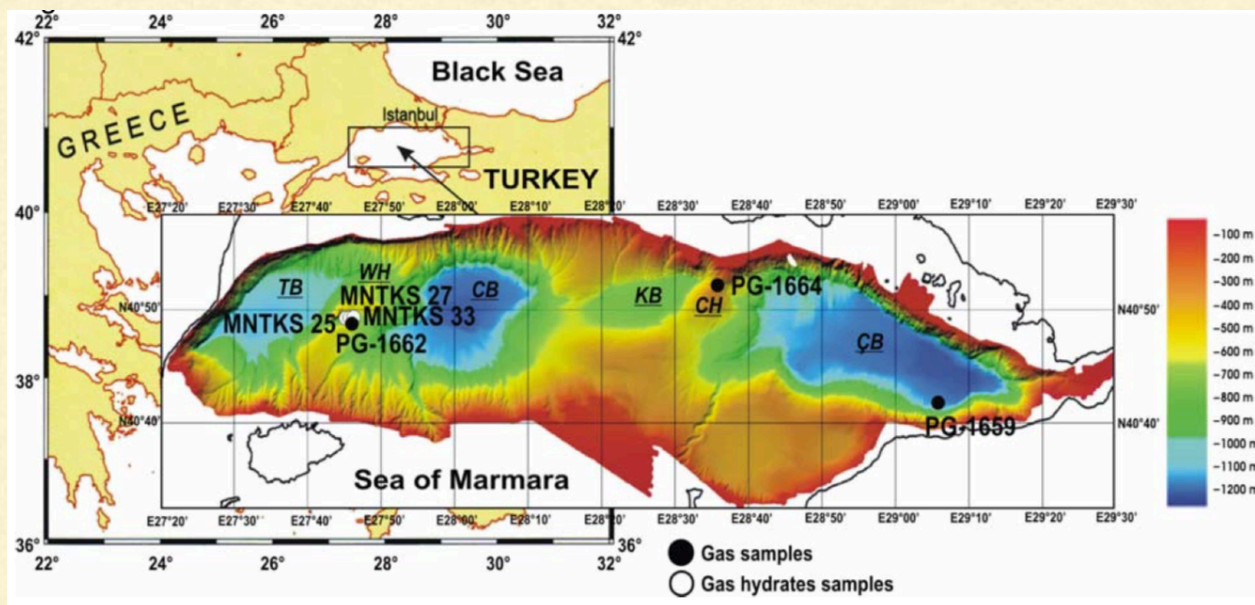 22° 24° 26° 28° 30° 32°
42° 42°
Black Sea
Istanbul
GREECE
TURKEY
40° 40°
E27°20' E27°30' E27°40' E27°50' E28°00' E28°10' E28°20' E28°30' E28°40' E28°50' E29°00' E29°10' E29°20' E29°30'
-100 m
-200 m
-300 m
-400 m
-500 m
-600 m
-700 m
-800 m
-900 m
-1000 m
-1100 m
-1200 m
TB WH CB KB CH ÇB
N40°50' N40°50'
MNTKS 27
MNTKS 25 MNTKS 33
PG-1662
PG-1664
38°
N40°40' N40°40'
PG-1659
Sea of Marmara
E27°20' E27°30' E27°40' E27°50' E28°00' E28°10' E28°20' E28°30' E28°40' E28°50' E29°00' E29°10' E29°20' E29°30'
36° 36°
22° 24° 26° 28° 30° 32°
Gas samples
Gas hydrates samples